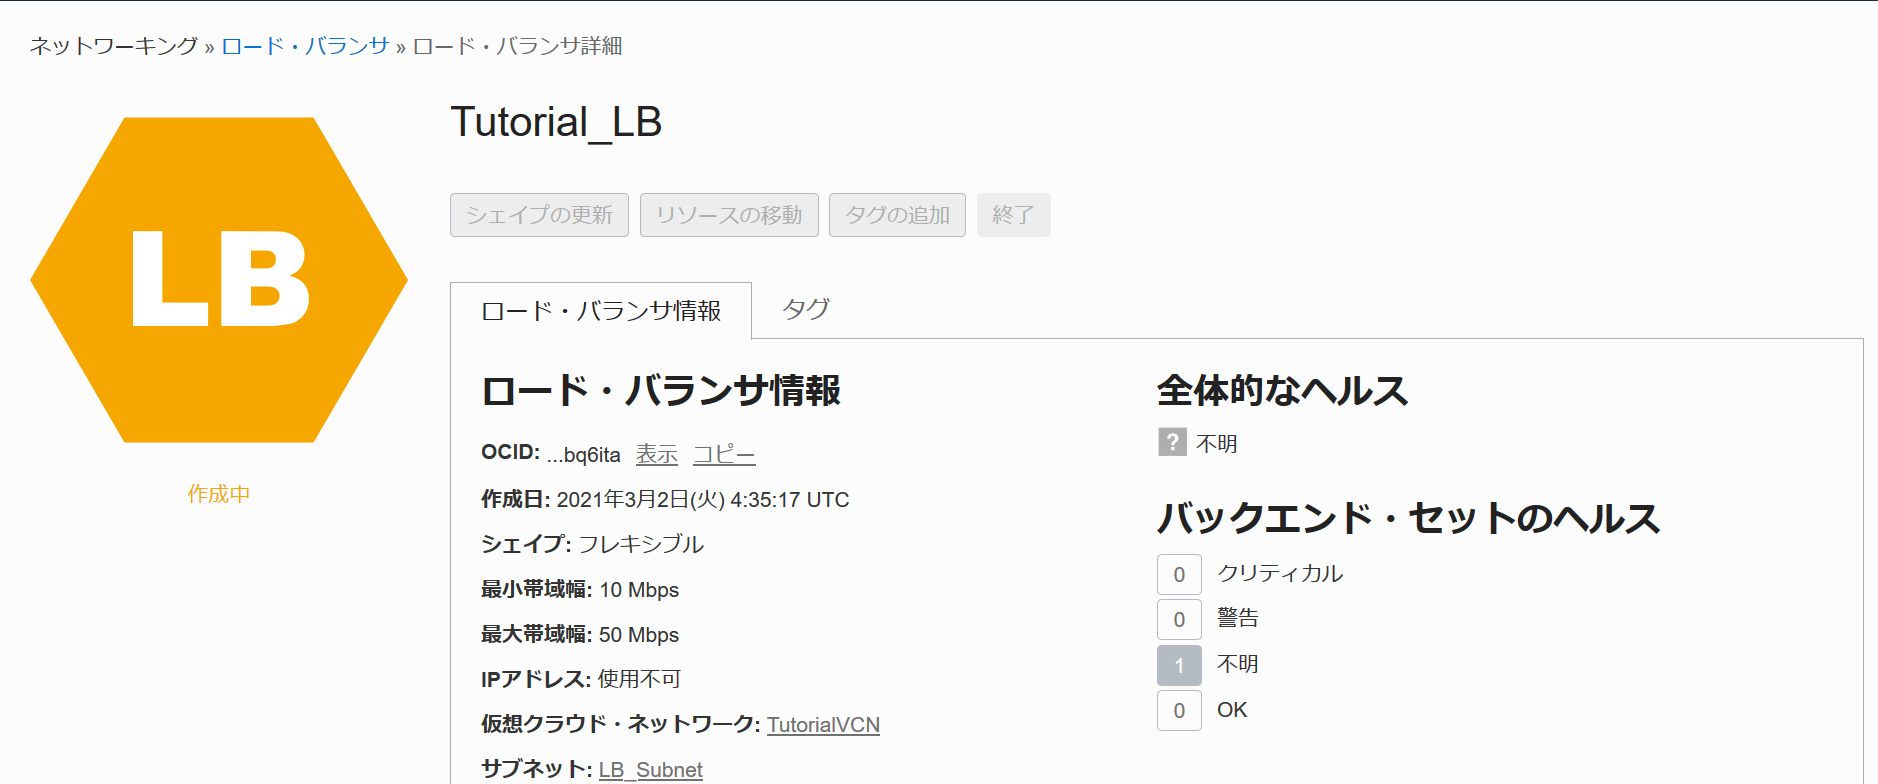 ネットワーキング » ロード・バランサ » ロード・バランサ詳細
LB
作成中
Tutorial_LB
シェイプの更新 リソースの移動 タグの追加 終了
ロード・バランサ情報 タグ
ロード・バランサ情報
OCID: ...bq6ita 表示 コピー
作成日: 2021年3月2日(火) 4:35:17 UTC
シェイプ: フレキシブル
最小帯域幅: 10 Mbps
最大帯域幅: 50 Mbps
IPアドレス: 使用不可
仮想クラウド・ネットワーク: TutorialVCN
サブネット: LB_Subnet
全体的なヘルス
? 不明
バックエンド・セットのヘルス
0 クリティカル
0 警告
1 不明
0 OK